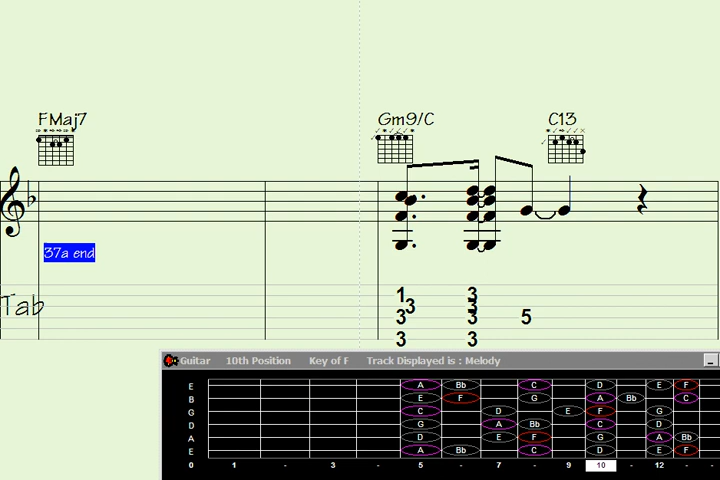 FMaj7 Gm9/C C13
37a end
Tab
1 3
3 3
3 3 5
3 3
Guitar 10th Position Key of F Track Displayed is : Melody
E A Bb C D E F
B E F G A Bb C
G C D E F G
D G A Bb C D
A D E F G A Bb
E A Bb C D E F
0 1 - 3 - 5 - 7 - 9 10 - 12 - -